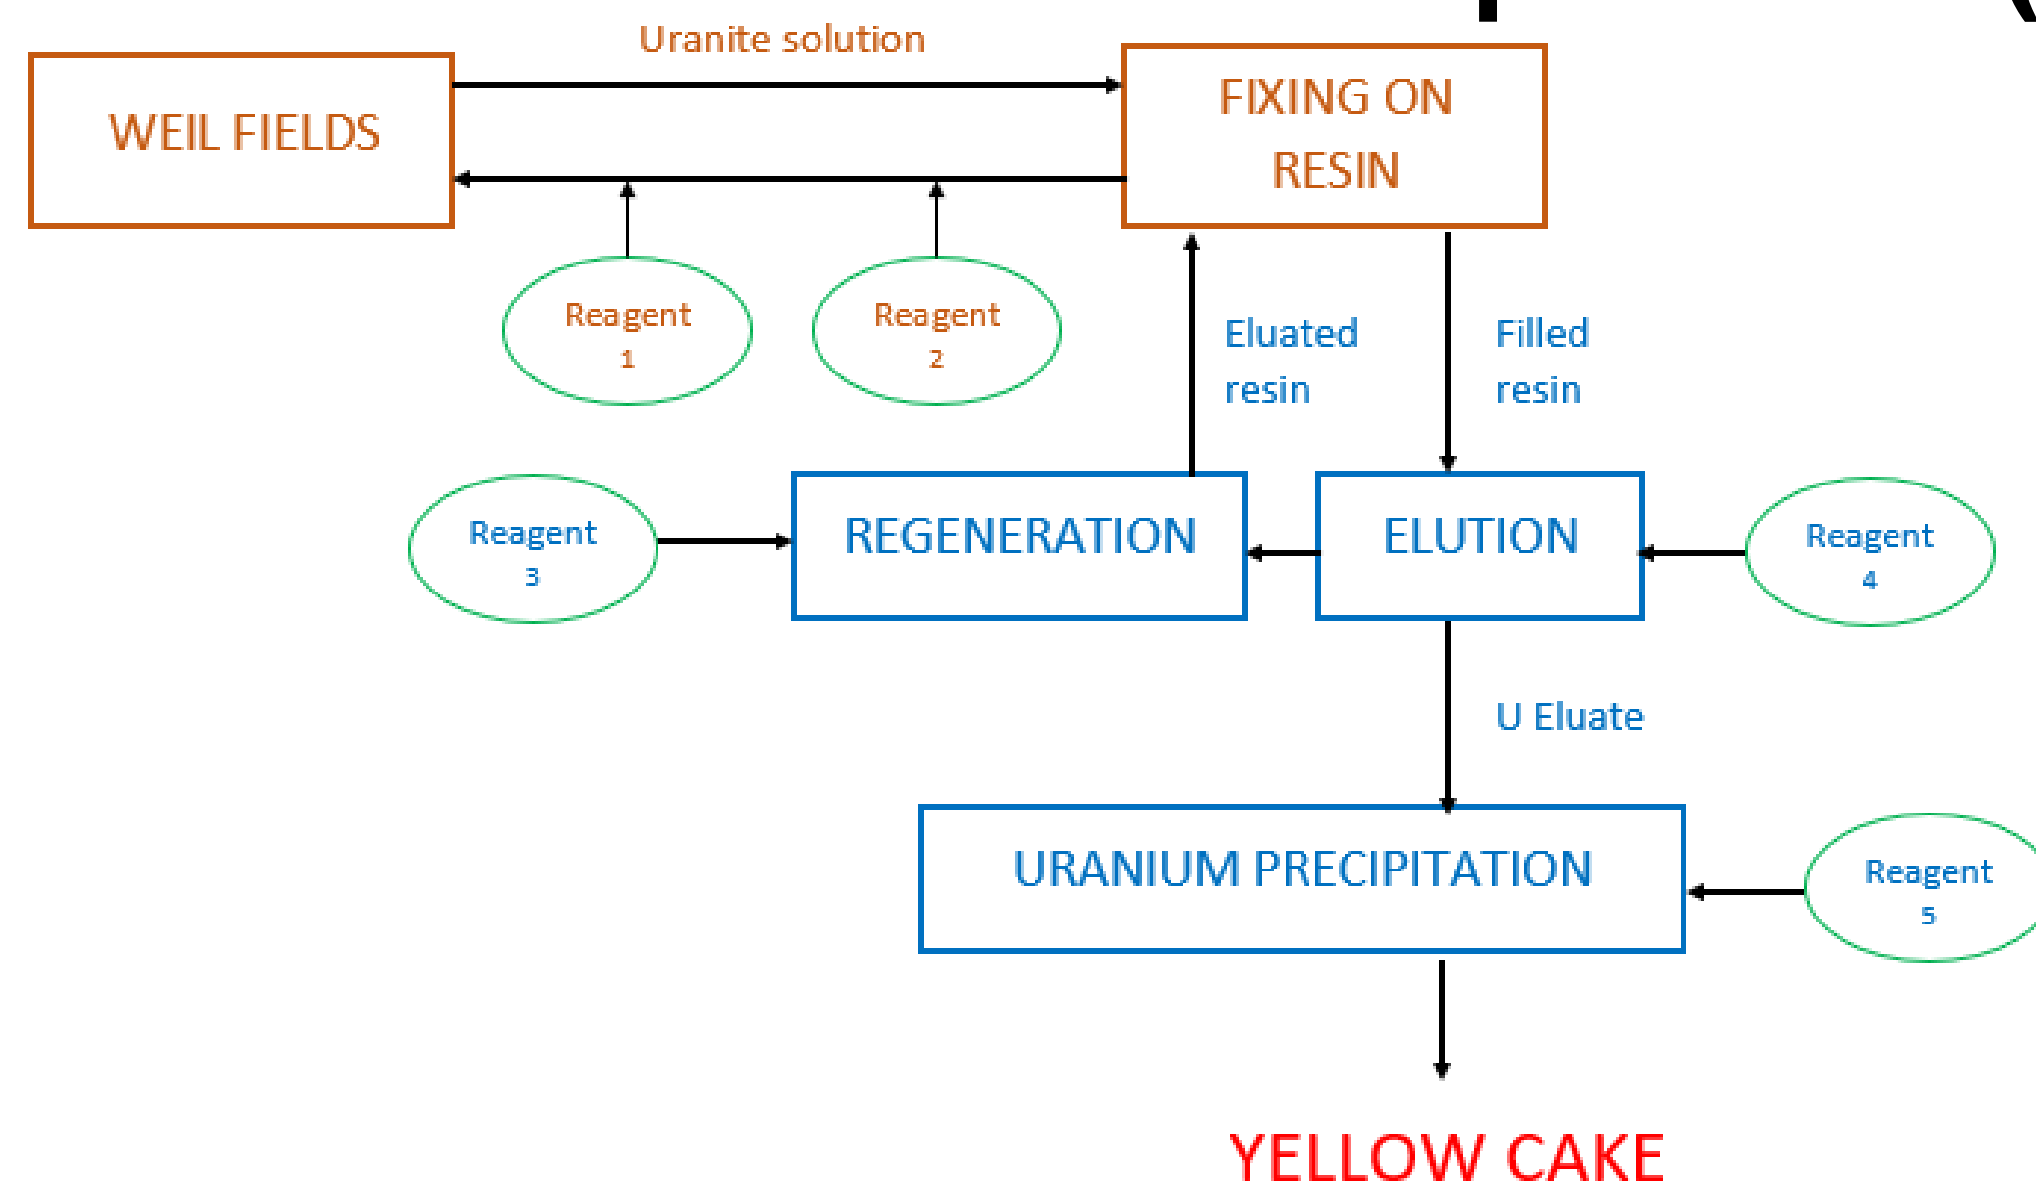 Uranite solution
WEIL FIELDS
FIXING ON
RESIN
Reagent
1
Reagent
2
Eluated
resin
Filled
resin
Reagent
3
REGENERATION
ELUTION
Reagent
4
U Eluate
URANIUM PRECIPITATION
Reagent
5
YELLOW CAKE